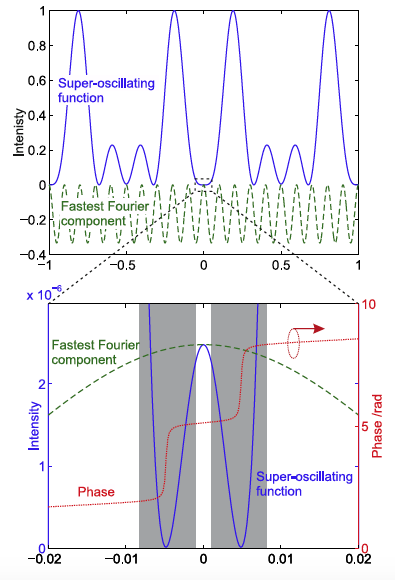 1
0.8
0.6
0.4
0.2
0
−0.2
−0.4
Intenisty
Super-oscillating
function
Fastest Fourier
component
−1
−0.5
0
0.5
1
x 10⁻⁶
2
1
0
Intensity
Fastest Fourier
component
Phase
Super-oscillating
function
10
5
0
Phase /rad
−0.02
−0.01
0
0.01
0.02